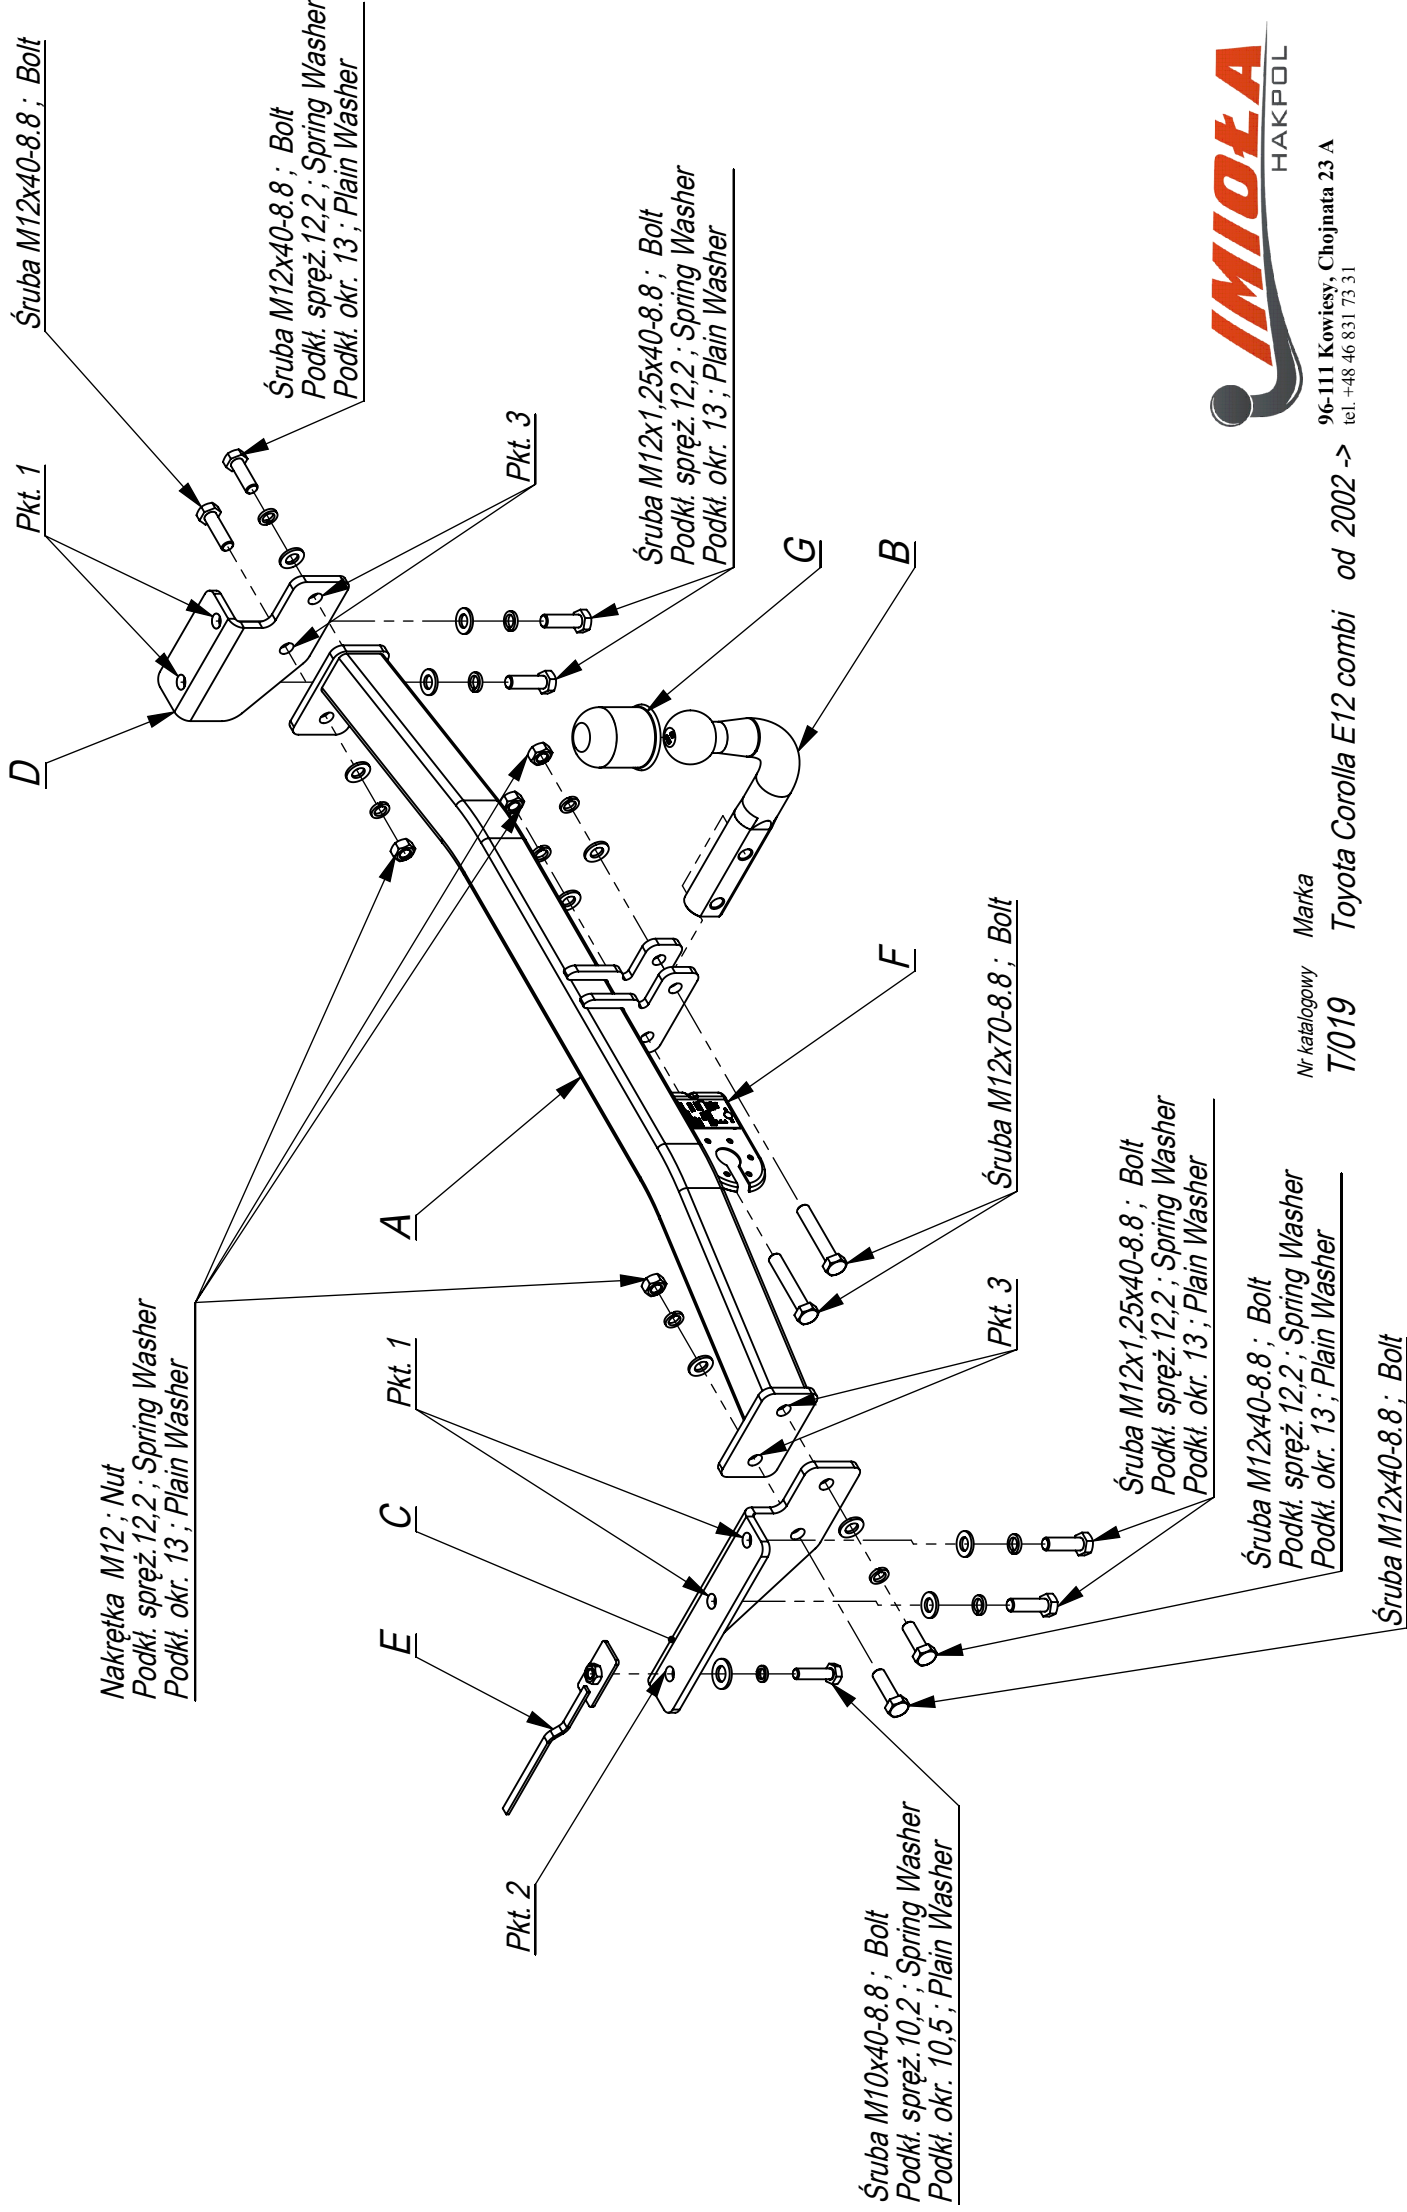 Śruba M12x40-8.8 ; Bolt
Śruba M12x40-8.8 ; Bolt
Podkł. spręż.12,2 ; Spring Washer
Podkł. okr. 13 ; Plain Washer
Pkt. 1
Pkt. 3
D
Śruba M12x1,25x40-8.8 ; Bolt
Podkł. spręż.12,2 ; Spring Washer
Podkł. okr. 13 ; Plain Washer
G
B
Nakrętka M12 ; Nut
Podkł. spręż.12,2 ; Spring Washer
Podkł. okr. 13 ; Plain Washer
A
F
Śruba M12x70-8.8 ; Bolt
Pkt. 1
Pkt. 3
C
E
Pkt. 2
Śruba M12x1,25x40-8.8 ; Bolt
Podkł. spręż.12,2 ; Spring Washer
Podkł. okr. 13 ; Plain Washer
Śruba M12x40-8.8 ; Bolt
Podkł. spręż.12,2 ; Spring Washer
Podkł. okr. 13 ; Plain Washer
Śruba M12x40-8.8 ; Bolt
Śruba M10x40-8.8 ; Bolt
Podkł. spręż.10,2 ; Spring Washer
Podkł. okr. 10,5 ; Plain Washer
Nr katalogowy Marka
T/019 Toyota Corolla E12 combi od 2002 ->
IMIOŁA
HAKPOL
96-111 Kowiesy, Chojnata 23 A
tel. +48 46 831 73 31